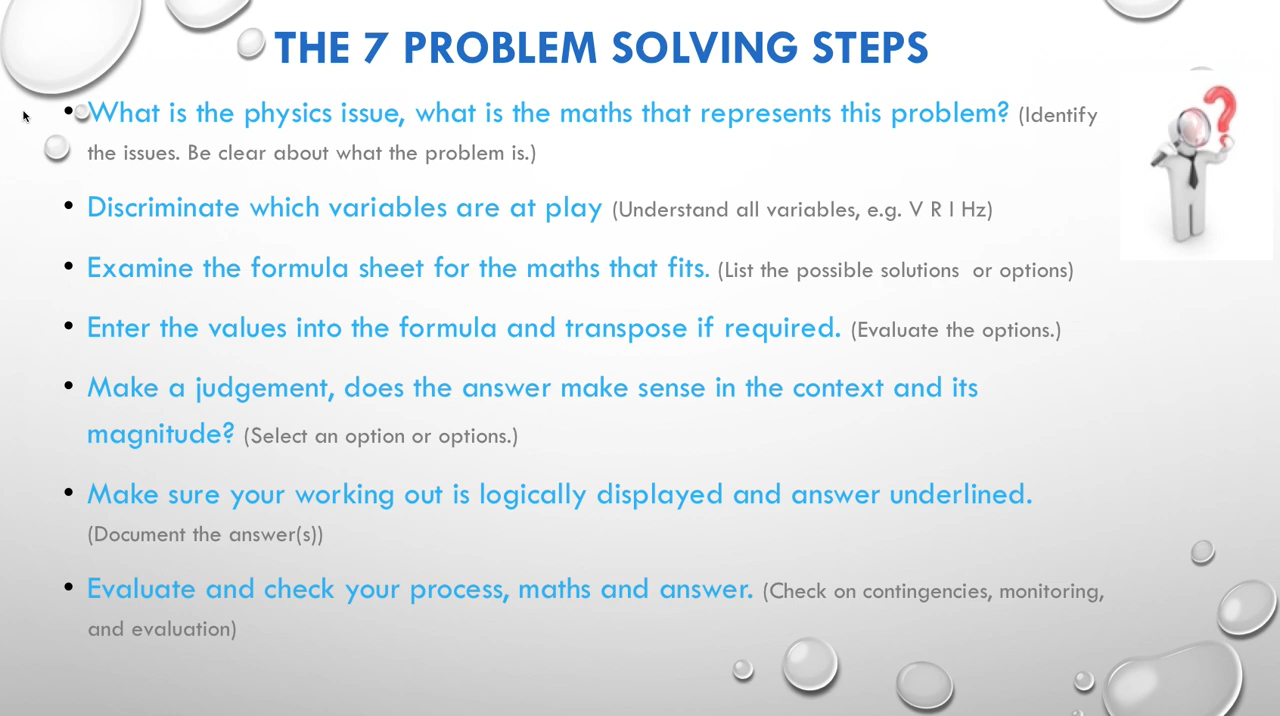 THE 7 PROBLEM SOLVING STEPS
• What is the physics issue, what is the maths that represents this problem? (Identify
the issues. Be clear about what the problem is.)
• Discriminate which variables are at play (Understand all variables, e.g. V R I Hz)
• Examine the formula sheet for the maths that fits. (List the possible solutions or options)
• Enter the values into the formula and transpose if required. (Evaluate the options.)
• Make a judgement, does the answer make sense in the context and its
magnitude? (Select an option or options.)
• Make sure your working out is logically displayed and answer underlined.
(Document the answer(s))
• Evaluate and check your process, maths and answer. (Check on contingencies, monitoring,
and evaluation)